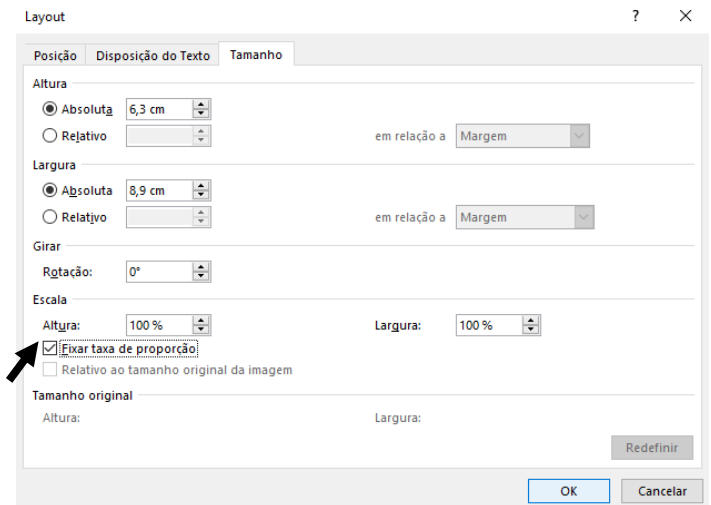 Layout ? ×
Posição Disposição do Texto Tamanho
Altura
Absoluta 6,3 cm
Relativo em relação a Margem
Largura
Absoluta 8,9 cm
Relativo em relação a Margem
Girar
Rotação: 0°
Escala
Altura: 100 % Largura: 100 %
Fixar taxa de proporção
Relativo ao tamanho original da imagem
Tamanho original
Altura: Largura:
Redefinir
OK Cancelar